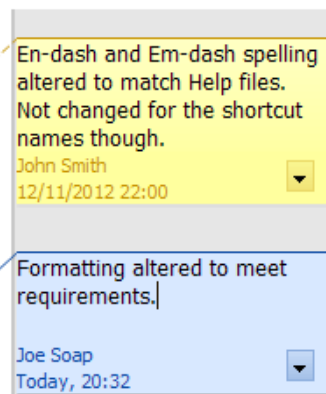 En-dash and Em-dash spelling
altered to match Help files.
Not changed for the shortcut
names though.
John Smith
12/11/2012 22:00
Formatting altered to meet
requirements.
Joe Soap
Today, 20:32